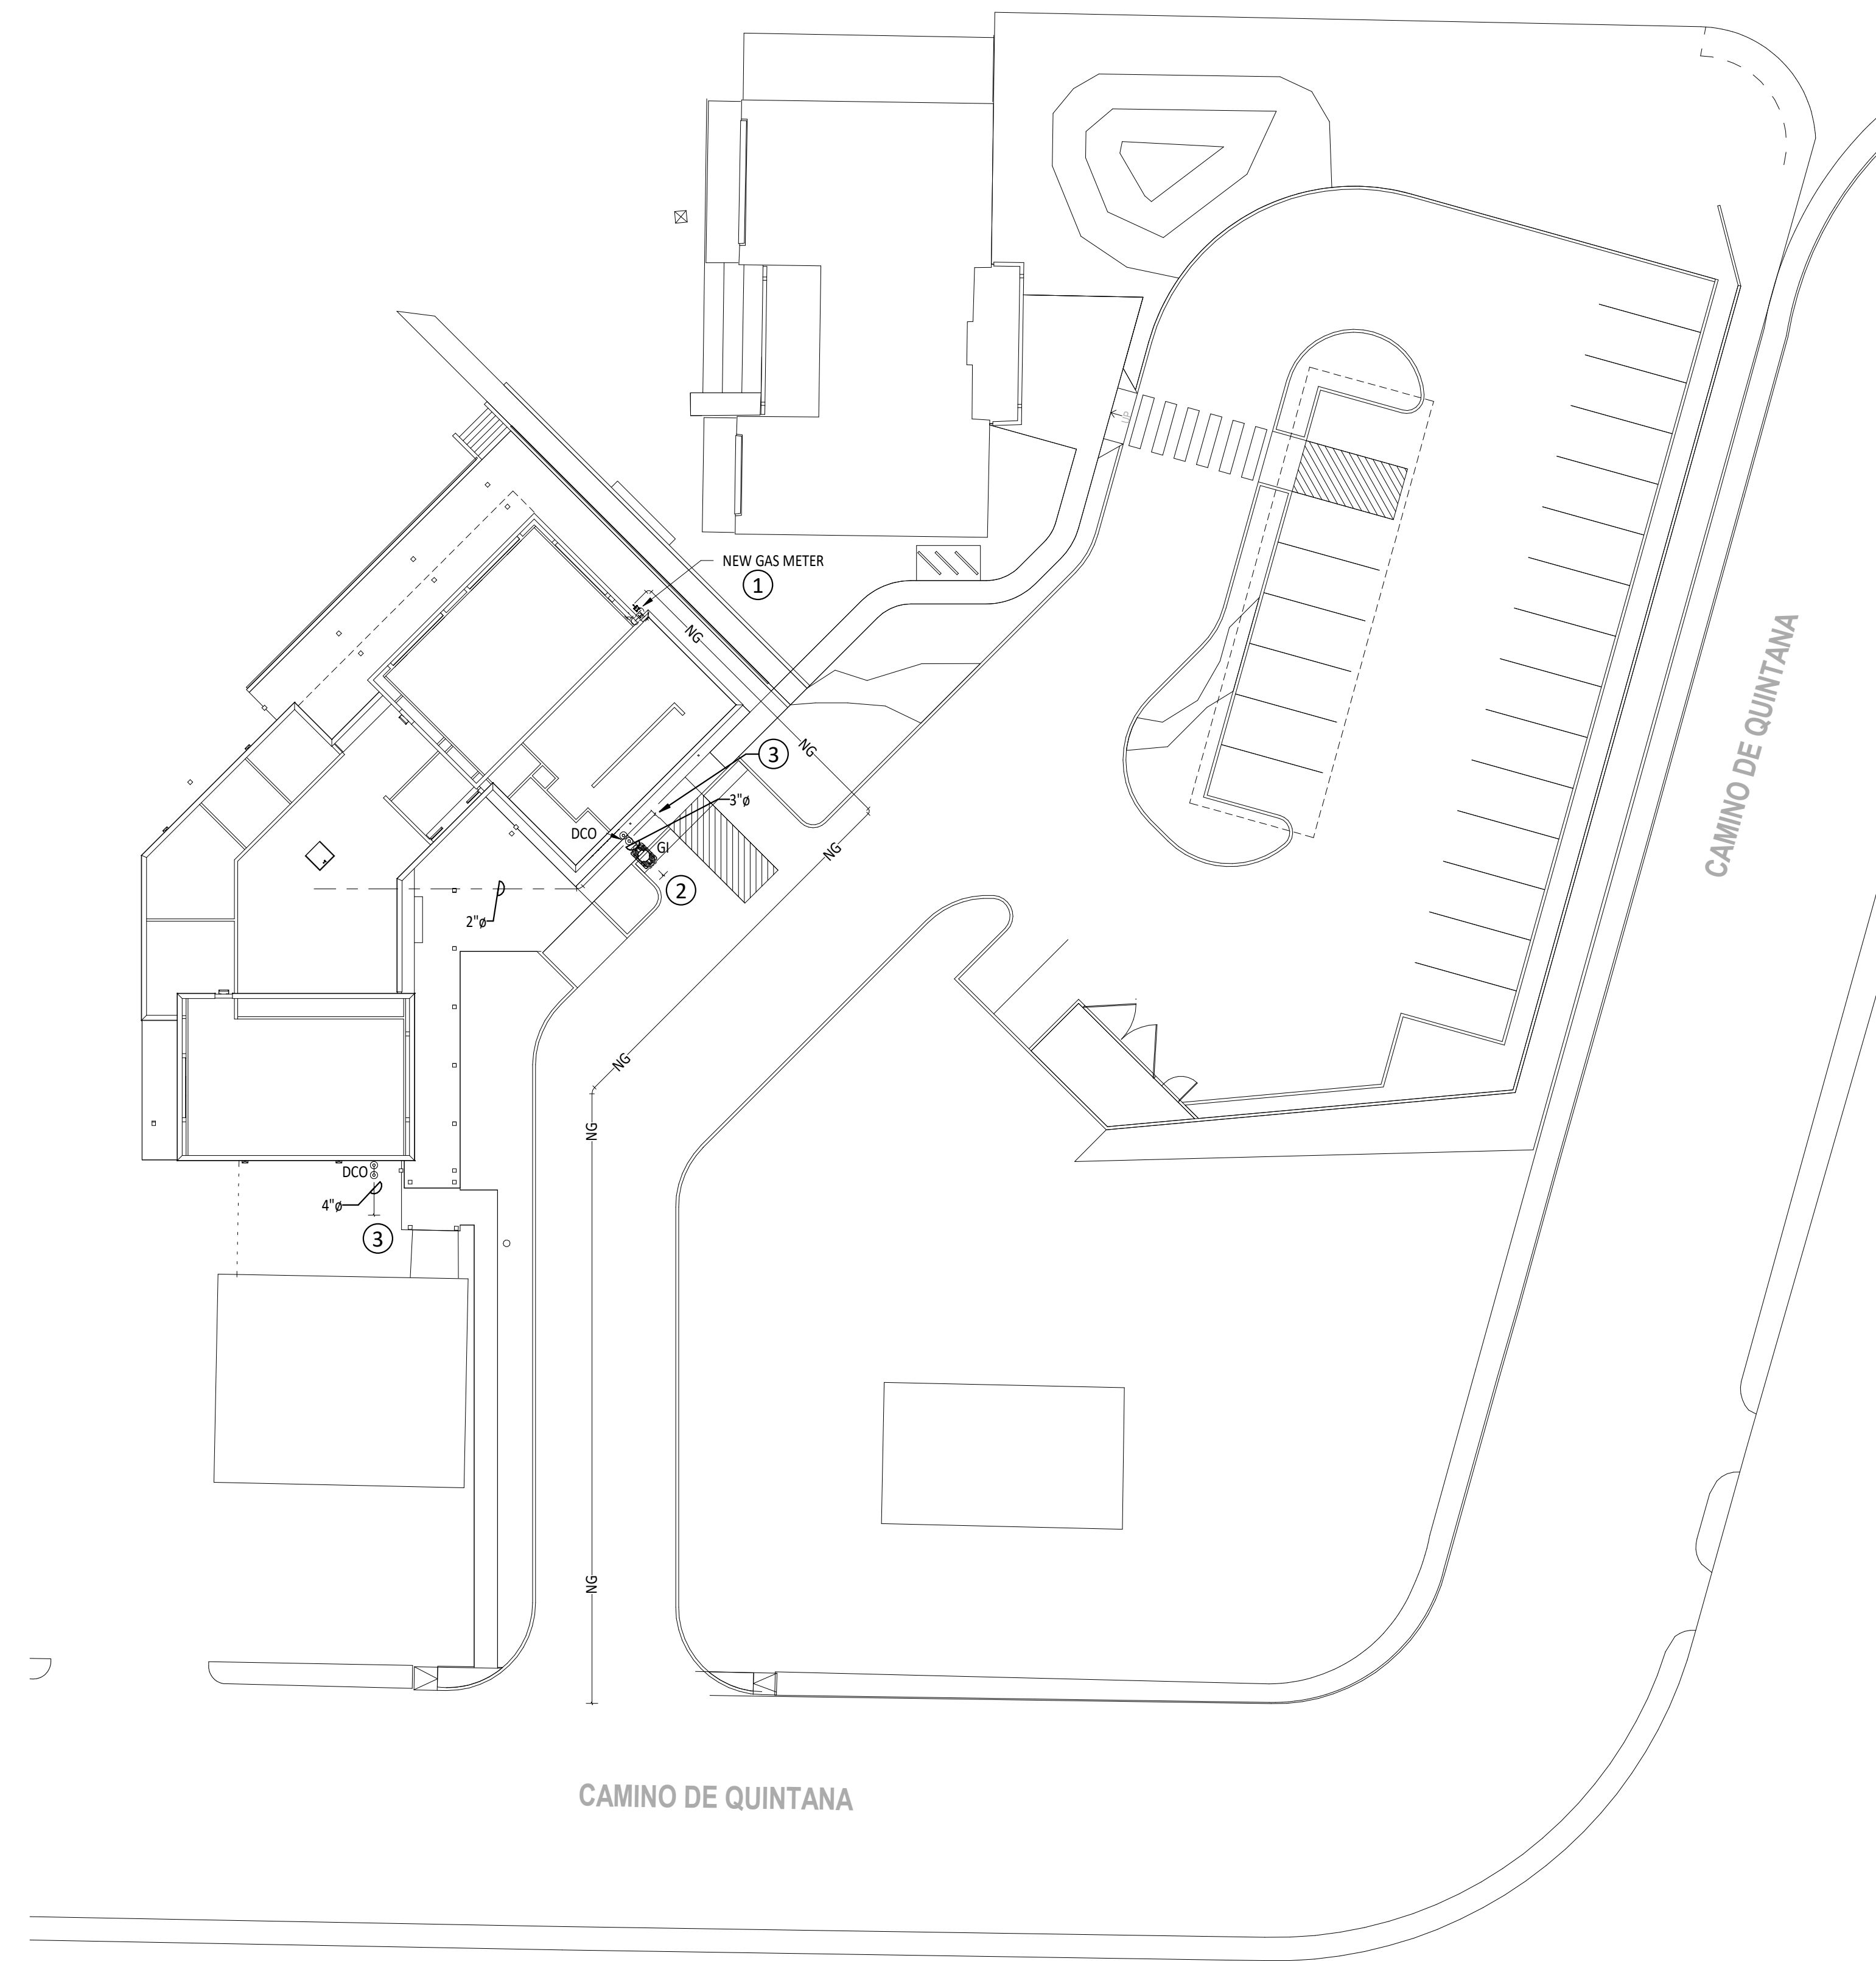 UP
NEW GAS METER
1
NG
CAMINO DE QUINTANA
NG
3
3"ø
DCO
GI
NG
2
2"ø
NG
NG
DCO
4"ø
3
NG
CAMINO DE QUINTANA